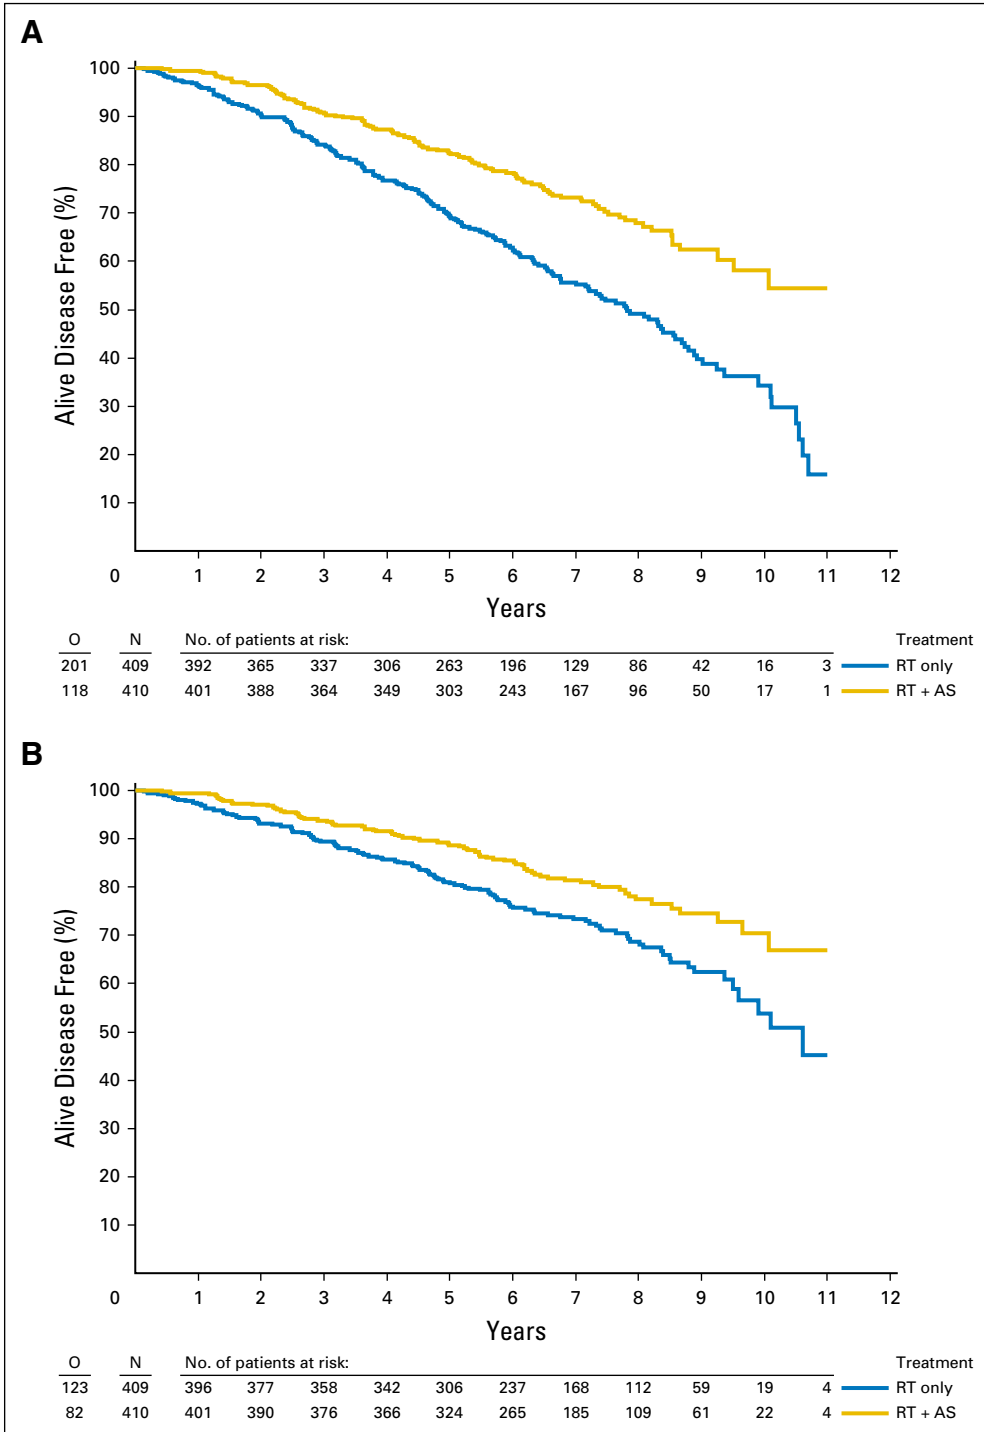 A
100
90
80
70
60
50
40
30
20
10
Alive Disease Free (%)
0 1 2 3 4 5 6 7 8 9 10 11 12
Years
O N No. of patients at risk: Treatment
201 409 392 365 337 306 263 196 129 86 42 16 3 RT only
118 410 401 388 364 349 303 243 167 96 50 17 1 RT + AS
B
100
90
80
70
60
50
40
30
20
10
Alive Disease Free (%)
0 1 2 3 4 5 6 7 8 9 10 11 12
Years
O N No. of patients at risk: Treatment
123 409 396 377 358 342 306 237 168 112 59 19 4 RT only
82 410 401 390 376 366 324 265 185 109 61 22 4 RT + AS